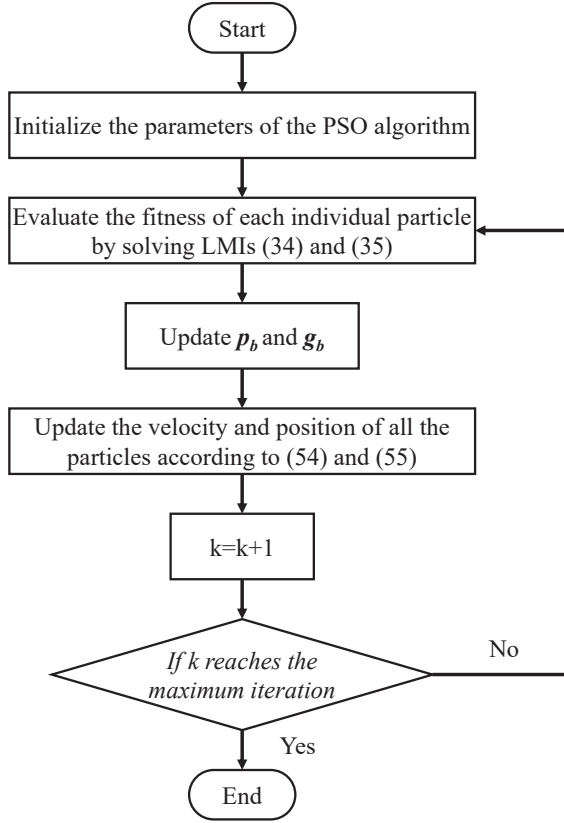 Start
Initialize the parameters of the PSO algorithm
Evaluate the fitness of each individual particle
by solving LMIs (34) and (35)
Update p_b and g_b
Update the velocity and position of all the
particles according to (54) and (55)
k=k+1
If k reaches the
maximum iteration
No
Yes
End